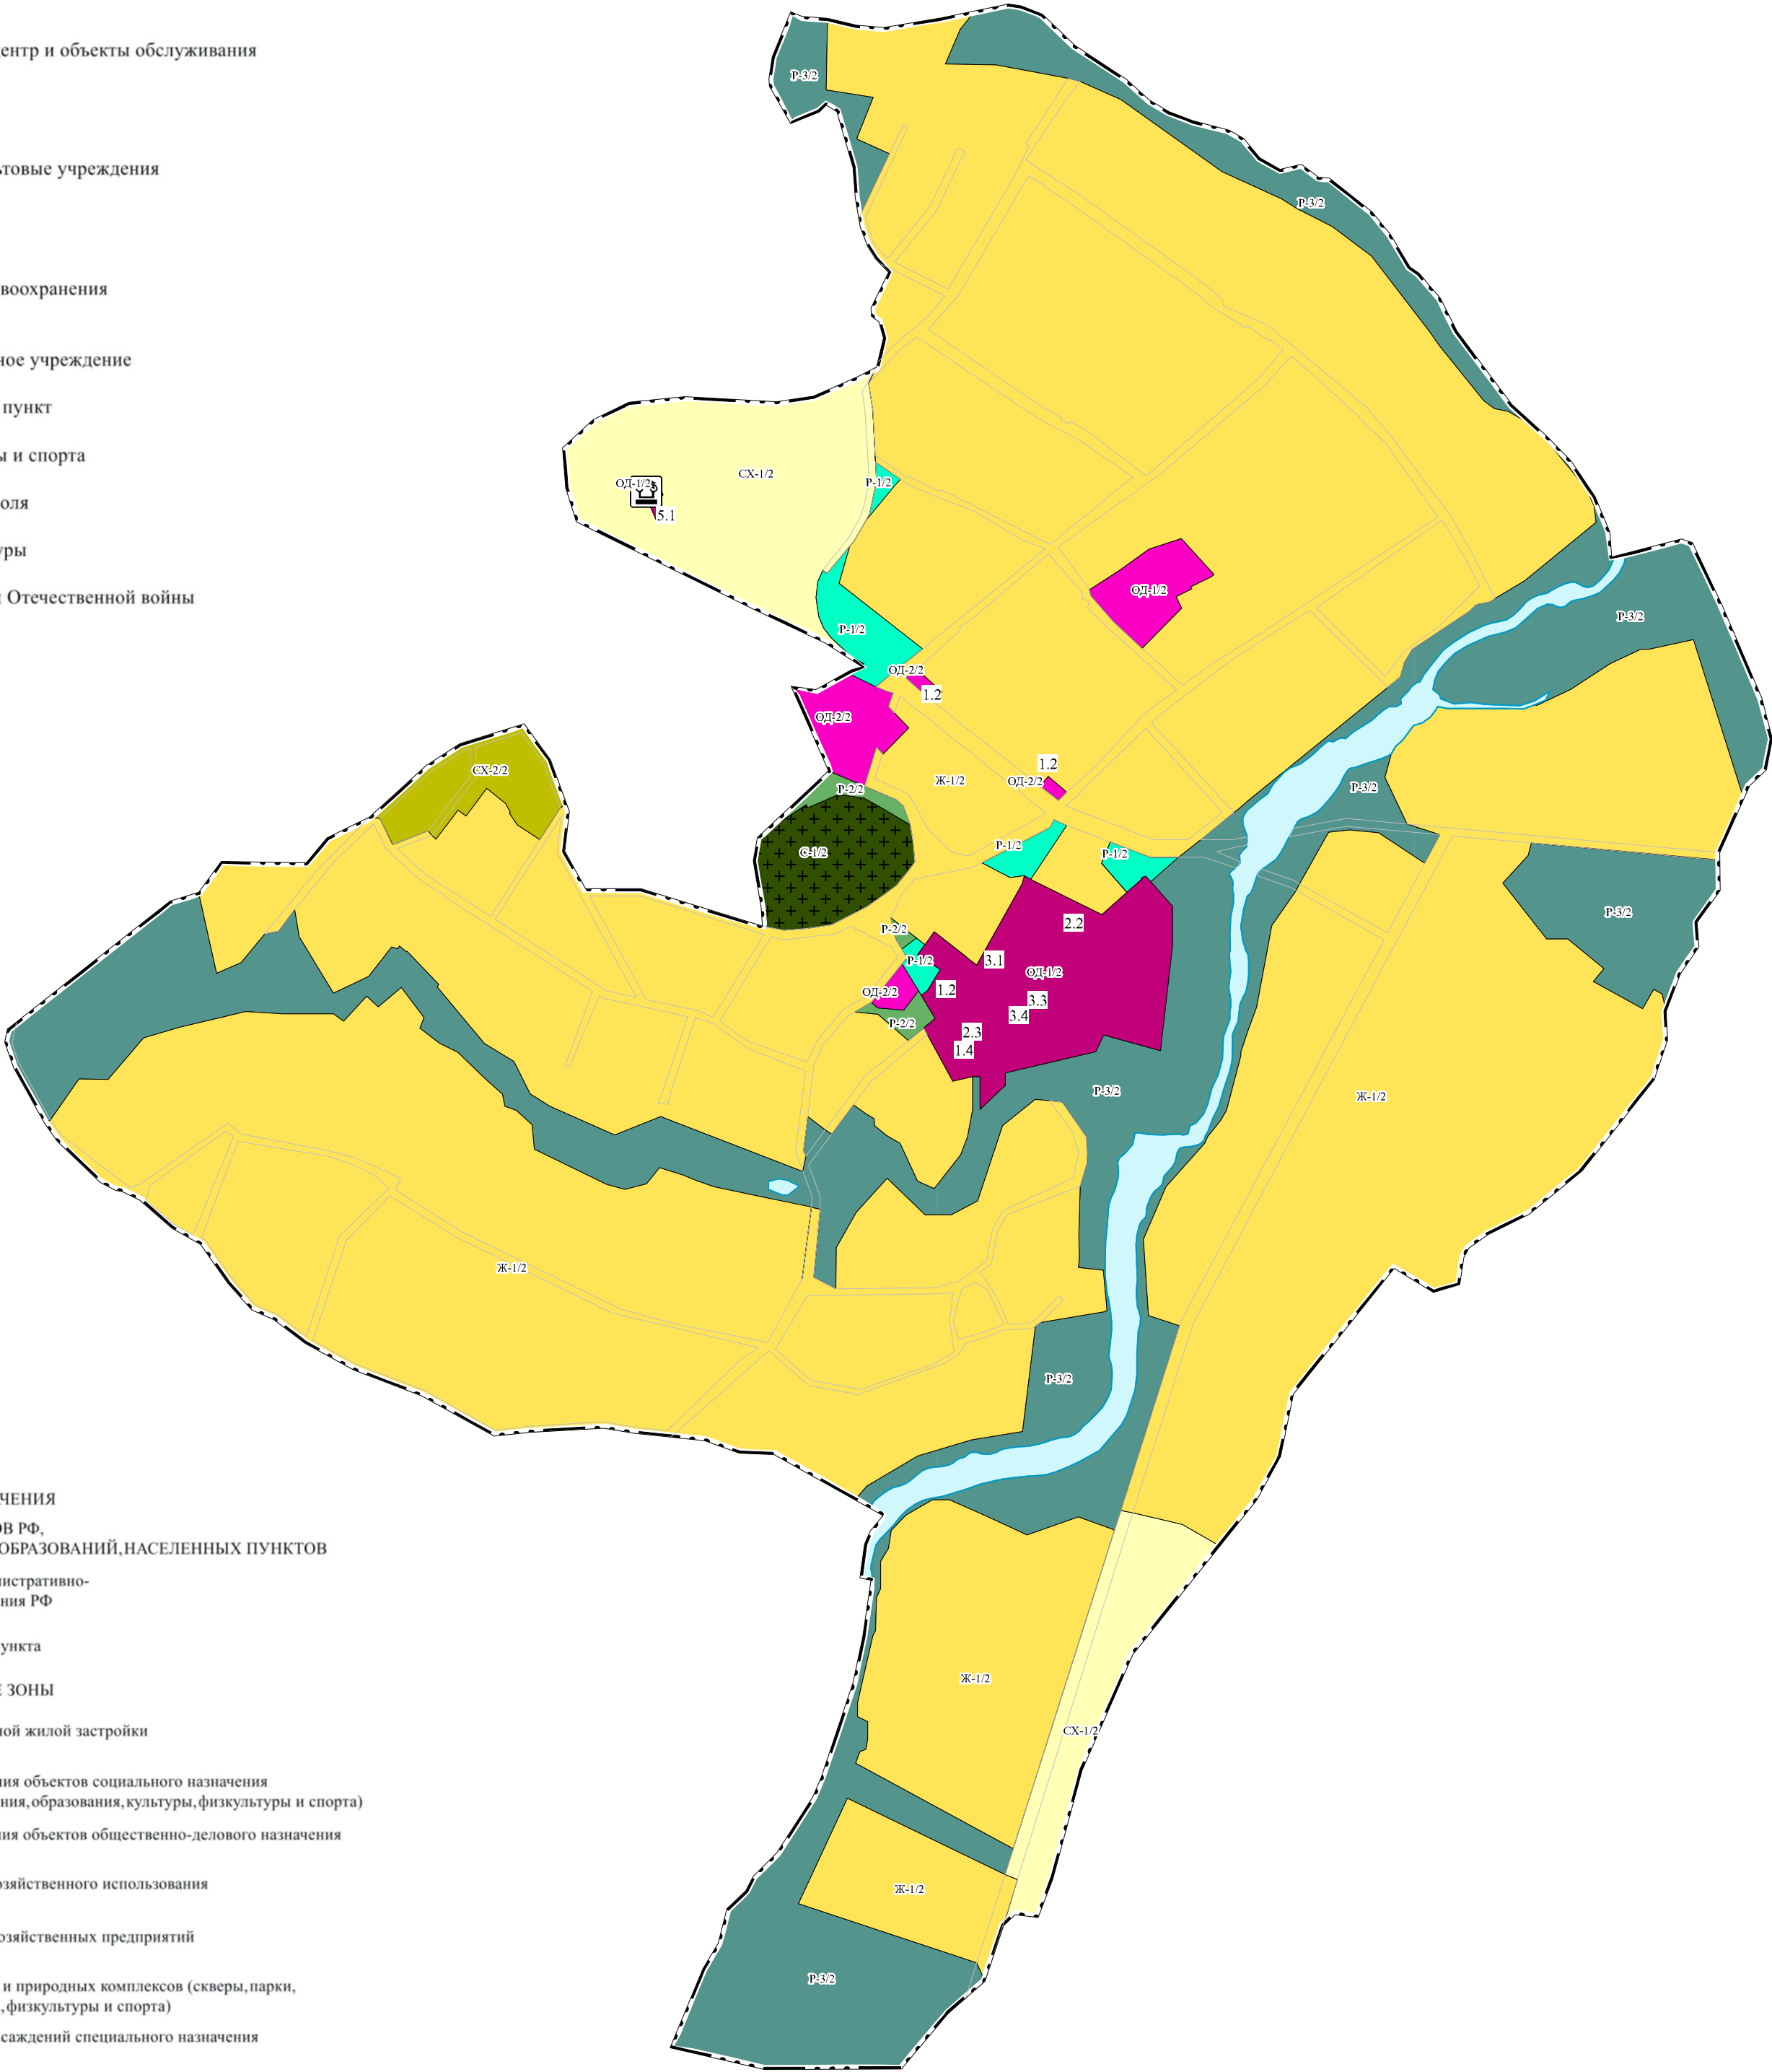 ентр и объекты обслуживания
товые учреждения
воохранения
ное учреждение
пункт
ы и спорта
оля
уры
Отечественной войны
Р-3/2
Р-3/2
СХ-1/2
ОД-1/2
5.1
Р-1/2
ОД-1/2
Р-3/2
Р-1/2
ОД-2/2
1.2
ОД-2/2
СХ-2/2
Ж-1/2
1.2
ОД-2/2
Р-3/2
Р-2/2
С-1/2
Р-1/2
Р-1/2
Р-3/2
2.2
Р-2/2
Р-1/2
3.1
ОД-1/2
ОД-2/2
1.2
3.3
3.4
Р-2/2
2.3
1.4
Р-3/2
Ж-1/2
Ж-1/2
Р-3/2
ЧЕНИЯ
ОВ РФ,
ОБРАЗОВАНИЙ, НАСЕЛЕННЫХ ПУНКТОВ
истративно-
ния РФ
ункта
Е ЗОНЫ
ной жилой застройки
ия объектов социального назначения
ния, образования, культуры, физкультуры и спорта)
ия объектов общественно-делового назначения
озяйственного использования
озяйственных предприятий
и природных комплексов (скверы, парки,
, физкультуры и спорта)
саждений специального назначения
Ж-1/2
СХ-1/2
Ж-1/2
Р-3/2